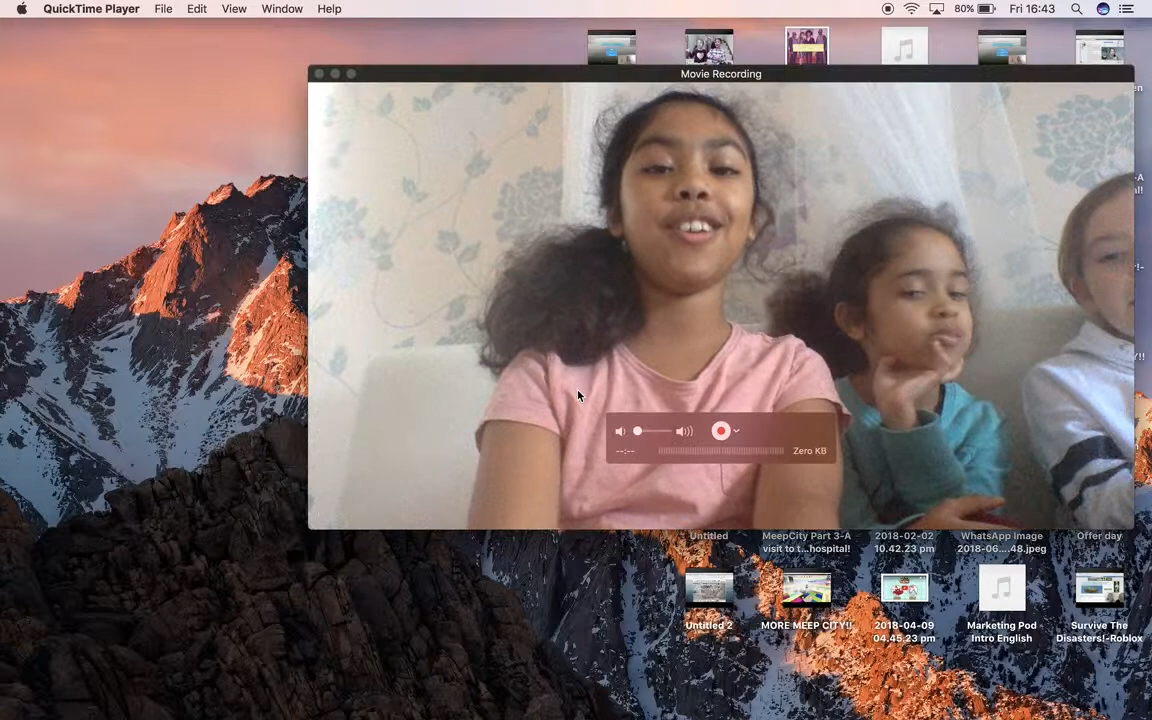 QuickTime Player File Edit View Window Help 80% Fri 16:43
Movie Recording
--:-- Zero KB
Untitled
MeepCity Part 3-A
visit to t...hospital!
2018-02-02
10.42.23 pm
WhatsApp Image
2018-06....48.jpeg
Offer day
Untitled 2
MORE MEEP CITY!!
2018-04-09
04.45.23 pm
Marketing Pod
Intro English
Survive The
Disasters!-Roblox